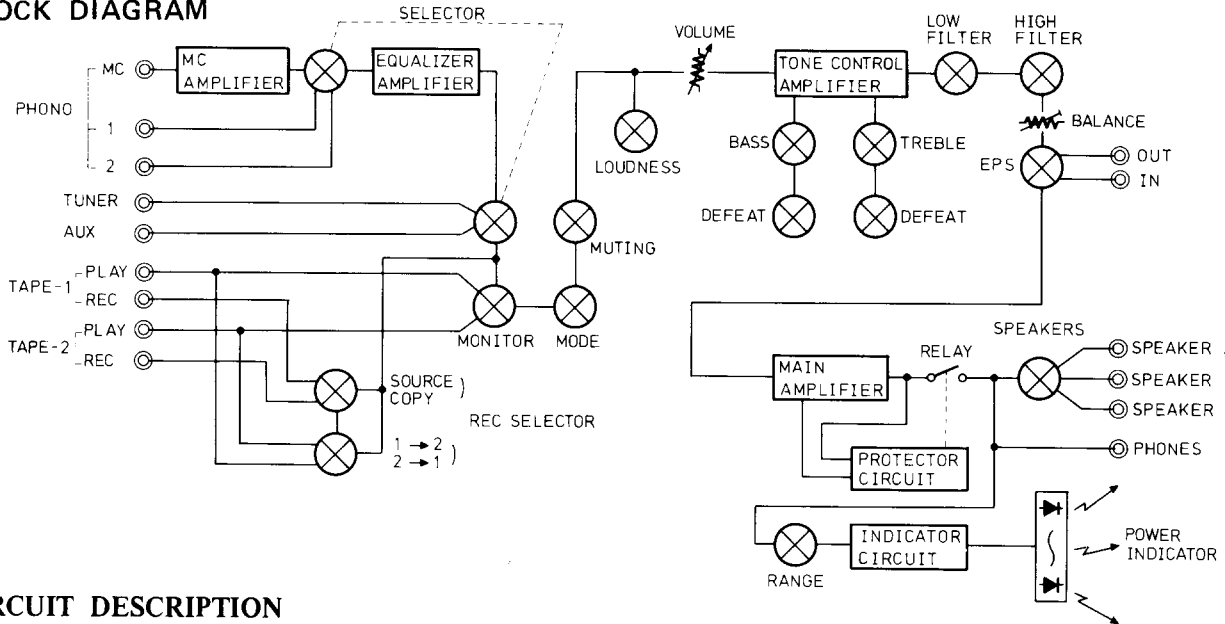 OCK DIAGRAM
SELECTOR
MC
MC
AMPLIFIER
EQUALIZER
AMPLIFIER
PHONO
1
2
TUNER
AUX
TAPE-1
PLAY
REC
TAPE-2
PLAY
REC
MONITOR
MODE
MUTING
SOURCE
COPY
REC SELECTOR
1 → 2
2 → 1
LOUDNESS
VOLUME
TONE CONTROL
AMPLIFIER
LOW
FILTER
HIGH
FILTER
BASS
TREBLE
DEFEAT
DEFEAT
BALANCE
EPS
OUT
IN
MAIN
AMPLIFIER
RELAY
SPEAKERS
SPEAKER
SPEAKER
SPEAKER
PHONES
PROTECTOR
CIRCUIT
RANGE
INDICATOR
CIRCUIT
POWER
INDICATOR
RCUIT DESCRIPTION